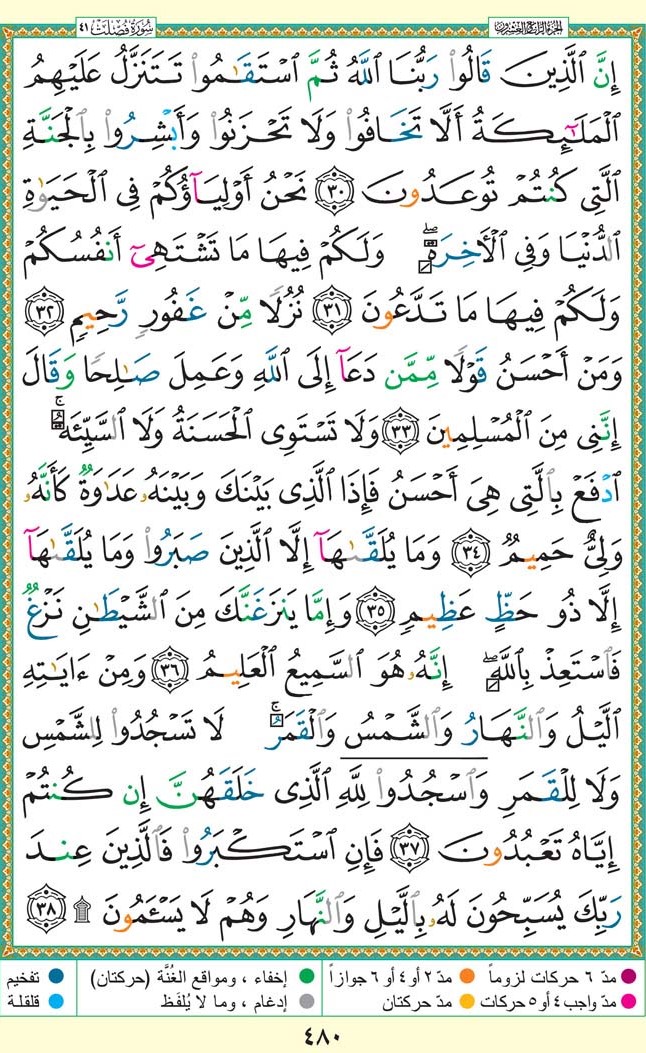 سُورَةُ فُصِّلَتْ ٤١
الجزء الرابع والعشرون
إِنَّ ٱلَّذِينَ قَالُوا۟ رَبُّنَا ٱللَّهُ ثُمَّ ٱسْتَقَـٰمُوا۟ تَتَنَزَّلُ عَلَيْهِمُ
ٱلْمَلَـٰٓئِكَةُ أَلَّا تَخَافُوا۟ وَلَا تَحْزَنُوا۟ وَأَبْشِرُوا۟ بِٱلْجَنَّةِ
ٱلَّتِى كُنتُمْ تُوعَدُونَ ٣٠ نَحْنُ أَوْلِيَآؤُكُمْ فِى ٱلْحَيَوٰةِ
ٱلدُّنْيَا وَفِى ٱلْـَٔاخِرَةِ ۖ وَلَكُمْ فِيهَا مَا تَشْتَهِىٓ أَنفُسُكُمْ
وَلَكُمْ فِيهَا مَا تَدَّعُونَ ٣١ نُزُلًا مِّنْ غَفُورٍ رَّحِيمٍ ٣٢
وَمَنْ أَحْسَنُ قَوْلًا مِّمَّن دَعَآ إِلَى ٱللَّهِ وَعَمِلَ صَـٰلِحًا وَقَالَ
إِنَّنِى مِنَ ٱلْمُسْلِمِينَ ٣٣ وَلَا تَسْتَوِى ٱلْحَسَنَةُ وَلَا ٱلسَّيِّئَةُ ۚ
ٱدْفَعْ بِٱلَّتِى هِىَ أَحْسَنُ فَإِذَا ٱلَّذِى بَيْنَكَ وَبَيْنَهُۥ عَدَٰوَةٌ كَأَنَّهُۥ
وَلِىٌّ حَمِيمٌ ٣٤ وَمَا يُلَقَّىٰهَآ إِلَّا ٱلَّذِينَ صَبَرُوا۟ وَمَا يُلَقَّىٰهَآ
إِلَّا ذُو حَظٍّ عَظِيمٍ ٣٥ وَإِمَّا يَنزَغَنَّكَ مِنَ ٱلشَّيْطَـٰنِ نَزْغٌ
فَٱسْتَعِذْ بِٱللَّهِ ۖ إِنَّهُۥ هُوَ ٱلسَّمِيعُ ٱلْعَلِيمُ ٣٦ وَمِنْ ءَايَـٰتِهِ
ٱلَّيْلُ وَٱلنَّهَارُ وَٱلشَّمْسُ وَٱلْقَمَرُ ۚ لَا تَسْجُدُوا۟ لِلشَّمْسِ
وَلَا لِلْقَمَرِ وَٱسْجُدُوا۟ لِلَّهِ ٱلَّذِى خَلَقَهُنَّ إِن كُنتُمْ
إِيَّاهُ تَعْبُدُونَ ٣٧ فَإِنِ ٱسْتَكْبَرُوا۟ فَٱلَّذِينَ عِندَ
رَبِّكَ يُسَبِّحُونَ لَهُۥ بِٱلَّيْلِ وَٱلنَّهَارِ وَهُمْ لَا يَسْـَٔمُونَ ۩ ٣٨
مدّ ٦ حركات لزوماً مدّ ٢ أو ٤ أو ٦ جوازاً إخفاء ، ومواقع الغُنَّة (حركتان) تفخيم
مدّ واجب ٤ أو ٥ حركات مدّ حركتان إدغام ، وما لا يُلفَظ قلقلة
٤٨٠